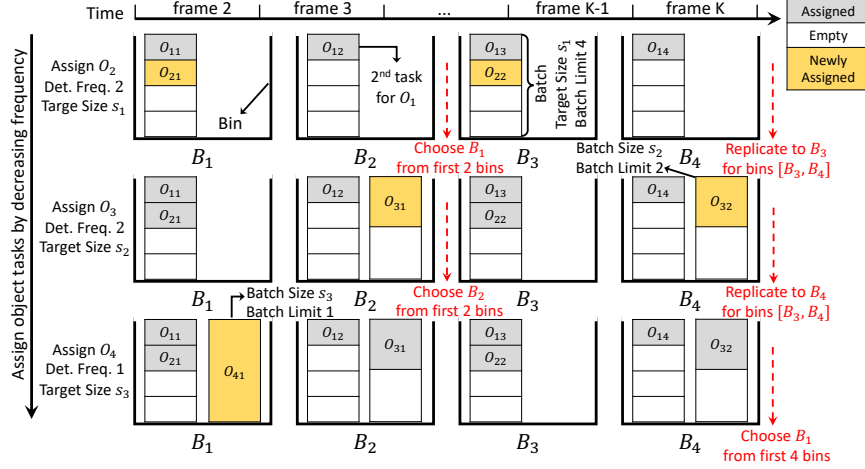 Time
frame 2
frame 3
...
frame K-1
frame K
Assigned
Empty
Newly
Assigned
Assign object tasks by decreasing frequency
Assign O₂
Det. Freq. 2
Targe Size s₁
O₁₁
O₂₁
Bin
B₁
O₁₂
2ⁿᵈ task
for O₁
B₂
Choose B₁
from first 2 bins
O₁₃
O₂₂
Batch
Target Size s₁
Batch Limit 4
B₃
O₁₄
B₄
Replicate to B₃
for bins [B₃, B₄]
Assign O₃
Det. Freq. 2
Target Size s₂
O₁₁
O₂₁
B₁
O₁₂
O₃₁
B₂
Choose B₂
from first 2 bins
O₁₃
O₂₂
B₃
Batch Size s₂
Batch Limit 2
O₁₄
O₃₂
B₄
Replicate to B₄
for bins [B₃, B₄]
Assign O₄
Det. Freq. 1
Target Size s₃
Batch Size s₃
Batch Limit 1
O₁₁
O₂₁
O₄₁
B₁
O₁₂
O₃₁
B₂
O₁₃
O₂₂
B₃
O₁₄
O₃₂
B₄
Choose B₁
from first 4 bins